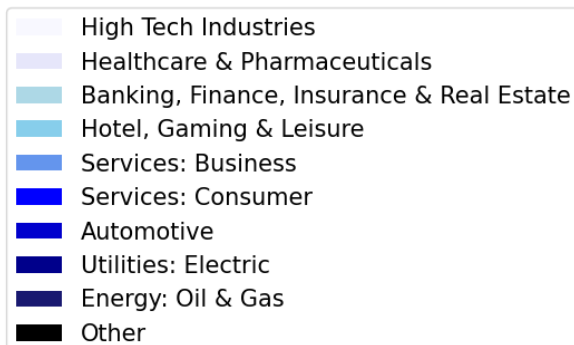 High Tech Industries
Healthcare & Pharmaceuticals
Banking, Finance, Insurance & Real Estate
Hotel, Gaming & Leisure
Services: Business
Services: Consumer
Automotive
Utilities: Electric
Energy: Oil & Gas
Other